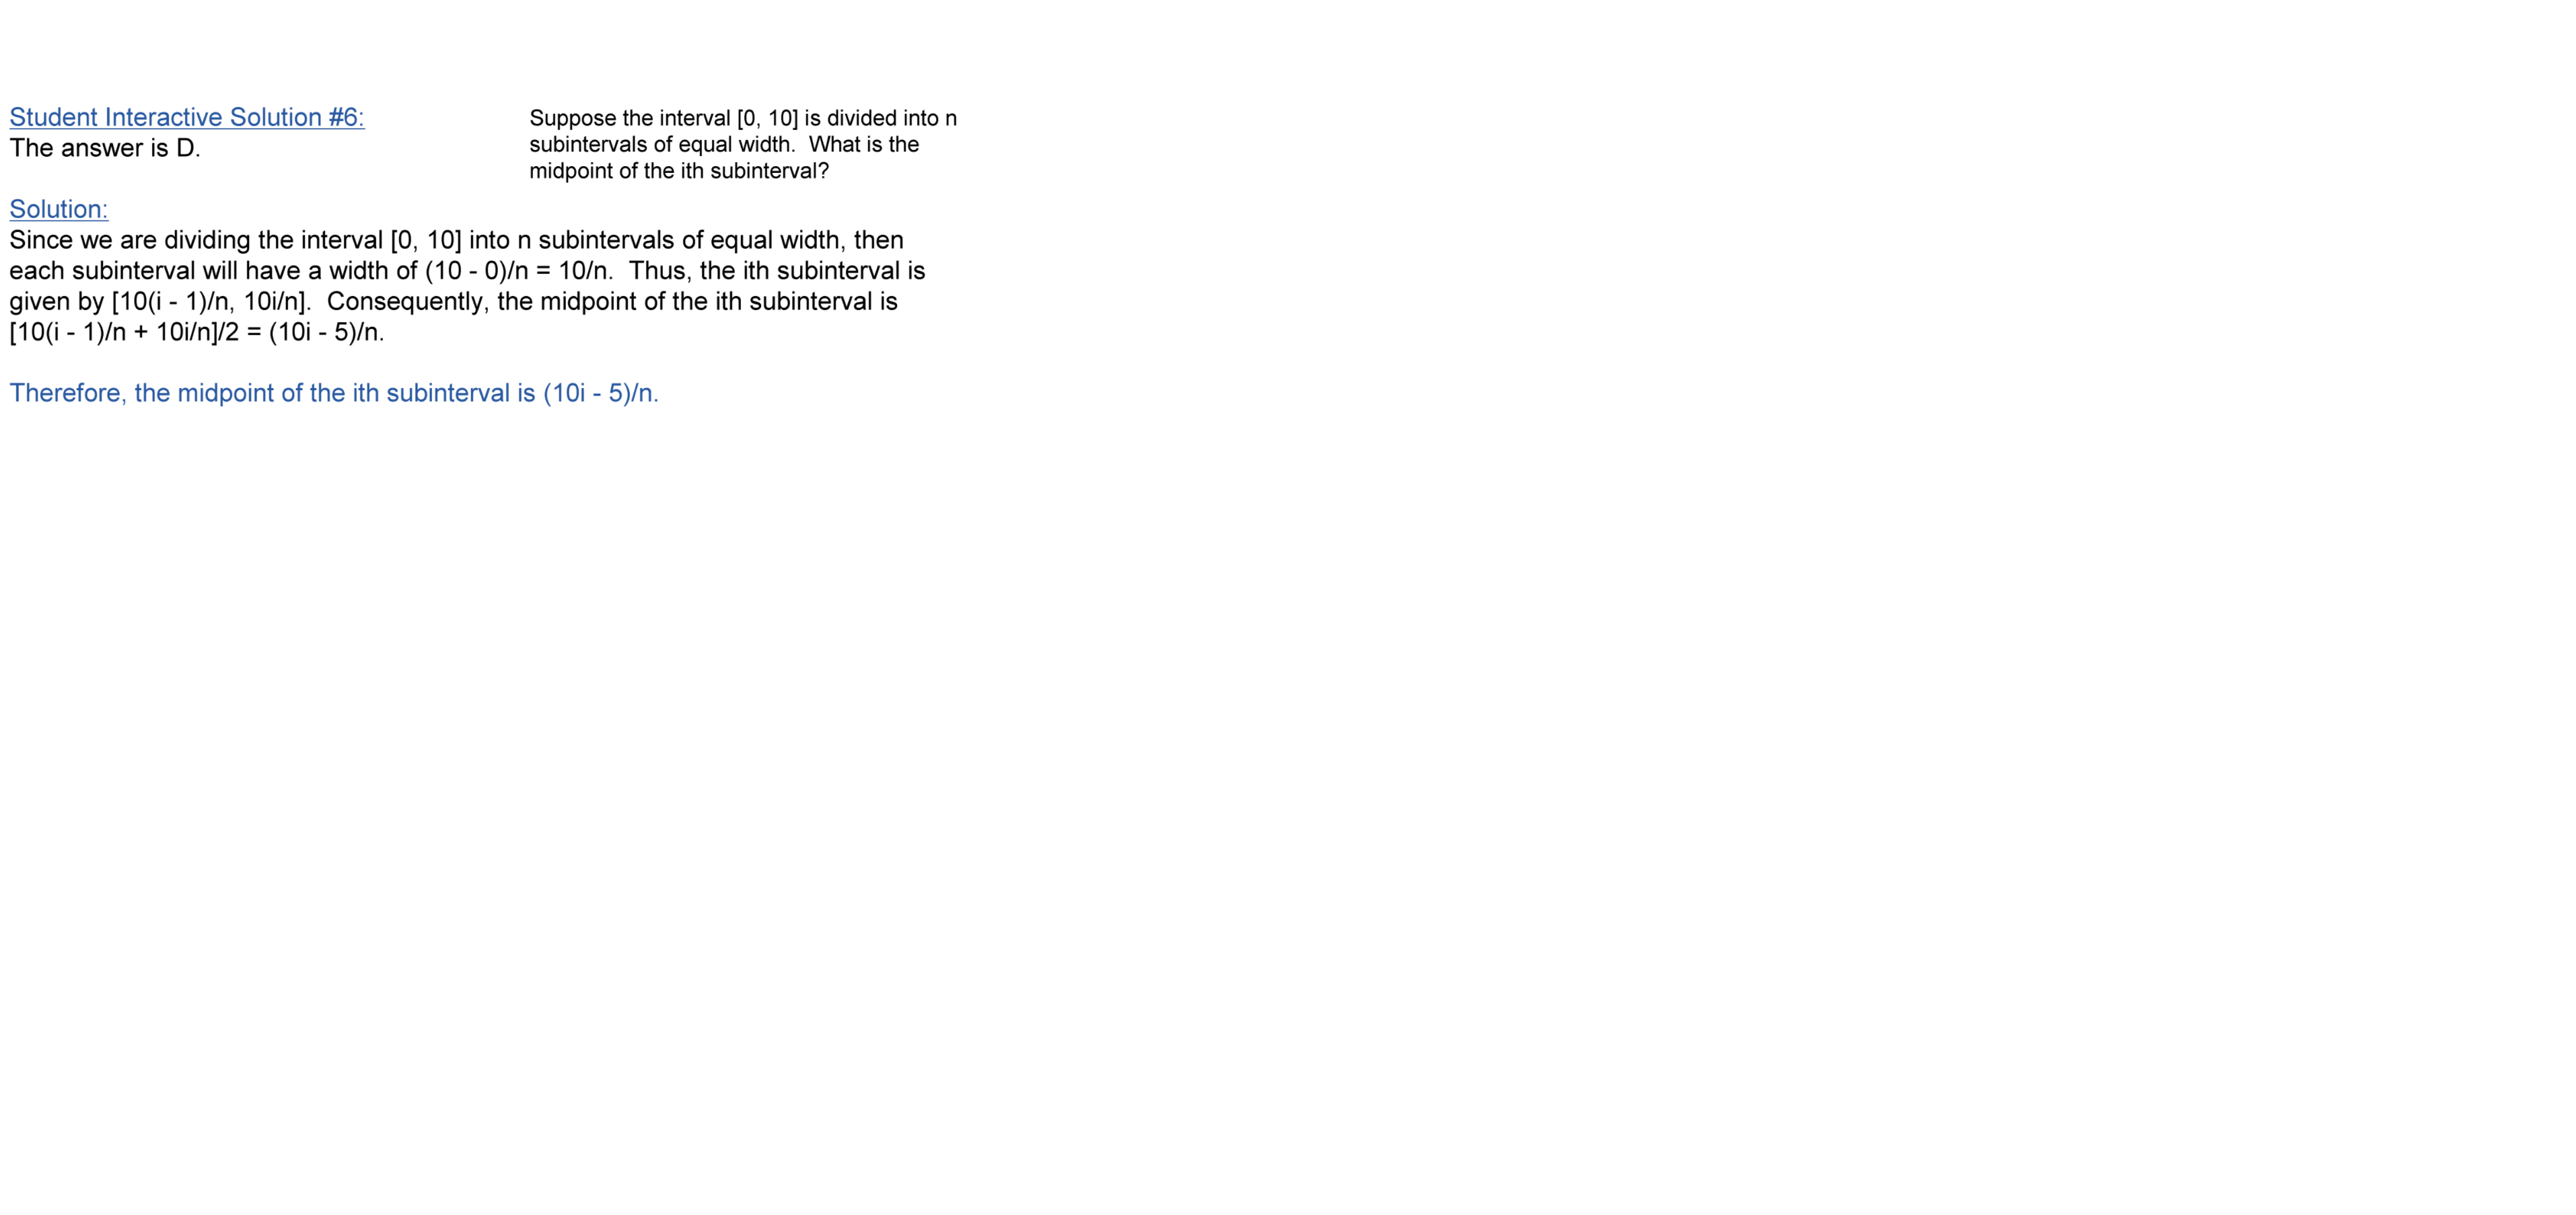 Student Interactive Solution #6:
The answer is D.
Suppose the interval [0, 10] is divided into n
subintervals of equal width.  What is the
midpoint of the ith subinterval?
Solution:
Since we are dividing the interval [0, 10] into n subintervals of equal width, then
each subinterval will have a width of (10 - 0)/n = 10/n.  Thus, the ith subinterval is
given by [10(i - 1)/n, 10i/n].  Consequently, the midpoint of the ith subinterval is
[10(i - 1)/n + 10i/n]/2 = (10i - 5)/n.
Therefore, the midpoint of the ith subinterval is (10i - 5)/n.